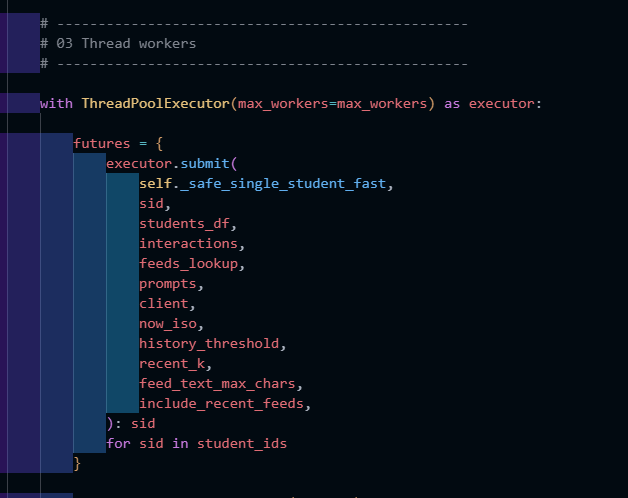 # --------------------------------------------------
# 03 Thread workers
# --------------------------------------------------
with ThreadPoolExecutor(max_workers=max_workers) as executor:
futures = {
executor.submit(
self._safe_single_student_fast,
sid,
students_df,
interactions,
feeds_lookup,
prompts,
client,
now_iso,
history_threshold,
recent_k,
feed_text_max_chars,
include_recent_feeds,
): sid
for sid in student_ids
}